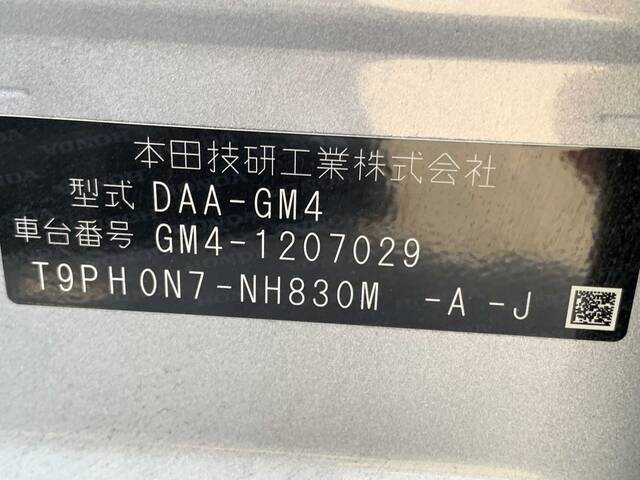 本田技研工業株式会社
型式 DAA-GM4
車台番号 GM4-1207029
T9PH0N7-NH830M -A -J